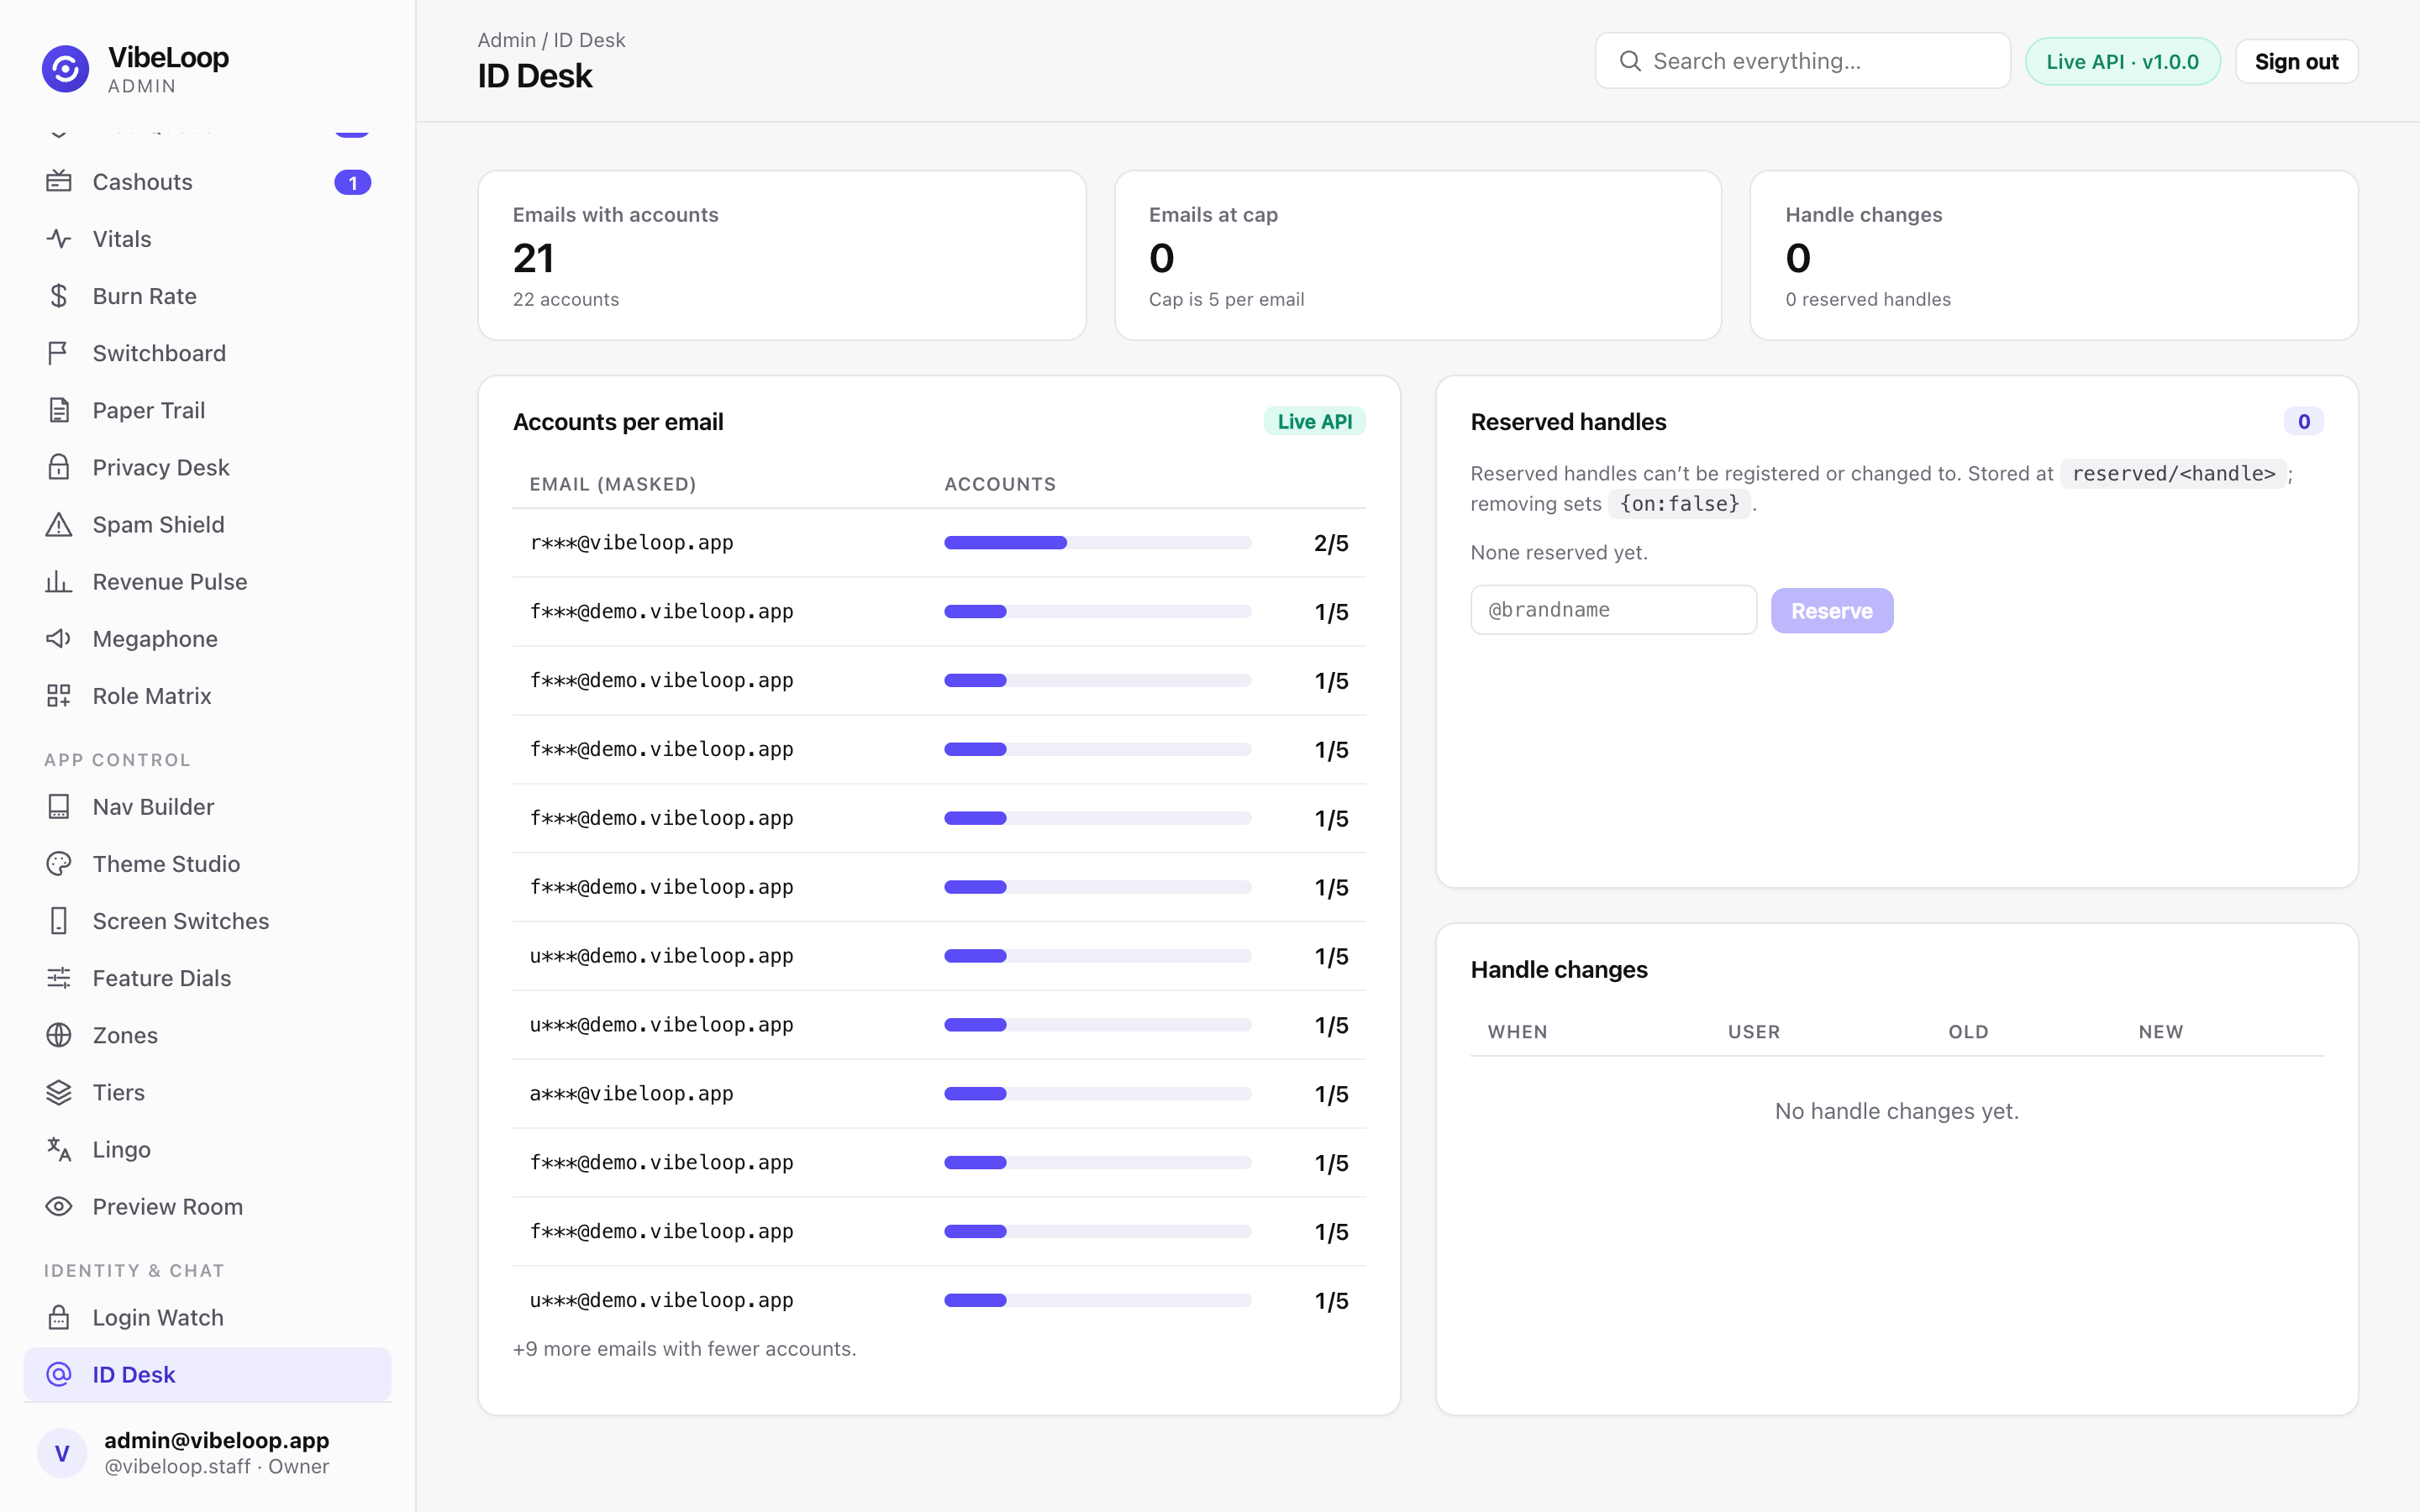 VibeLoop
ADMIN
Cashouts 1
Vitals
Burn Rate
Switchboard
Paper Trail
Privacy Desk
Spam Shield
Revenue Pulse
Megaphone
Role Matrix
APP CONTROL
Nav Builder
Theme Studio
Screen Switches
Feature Dials
Zones
Tiers
Lingo
Preview Room
IDENTITY & CHAT
Login Watch
ID Desk
V
admin@vibeloop.app
@vibeloop.staff · Owner
Admin / ID Desk
ID Desk
Search everything...
Live API · v1.0.0
Sign out
Emails with accounts
21
22 accounts
Emails at cap
0
Cap is 5 per email
Handle changes
0
0 reserved handles
Accounts per email Live API
EMAIL (MASKED) ACCOUNTS
r***@vibeloop.app 2/5
f***@demo.vibeloop.app 1/5
f***@demo.vibeloop.app 1/5
f***@demo.vibeloop.app 1/5
f***@demo.vibeloop.app 1/5
f***@demo.vibeloop.app 1/5
u***@demo.vibeloop.app 1/5
u***@demo.vibeloop.app 1/5
a***@vibeloop.app 1/5
f***@demo.vibeloop.app 1/5
f***@demo.vibeloop.app 1/5
u***@demo.vibeloop.app 1/5
+9 more emails with fewer accounts.
Reserved handles 0
Reserved handles can’t be registered or changed to. Stored at reserved/<handle>;
removing sets {on:false}.
None reserved yet.
@brandname Reserve
Handle changes
WHEN USER OLD NEW
No handle changes yet.